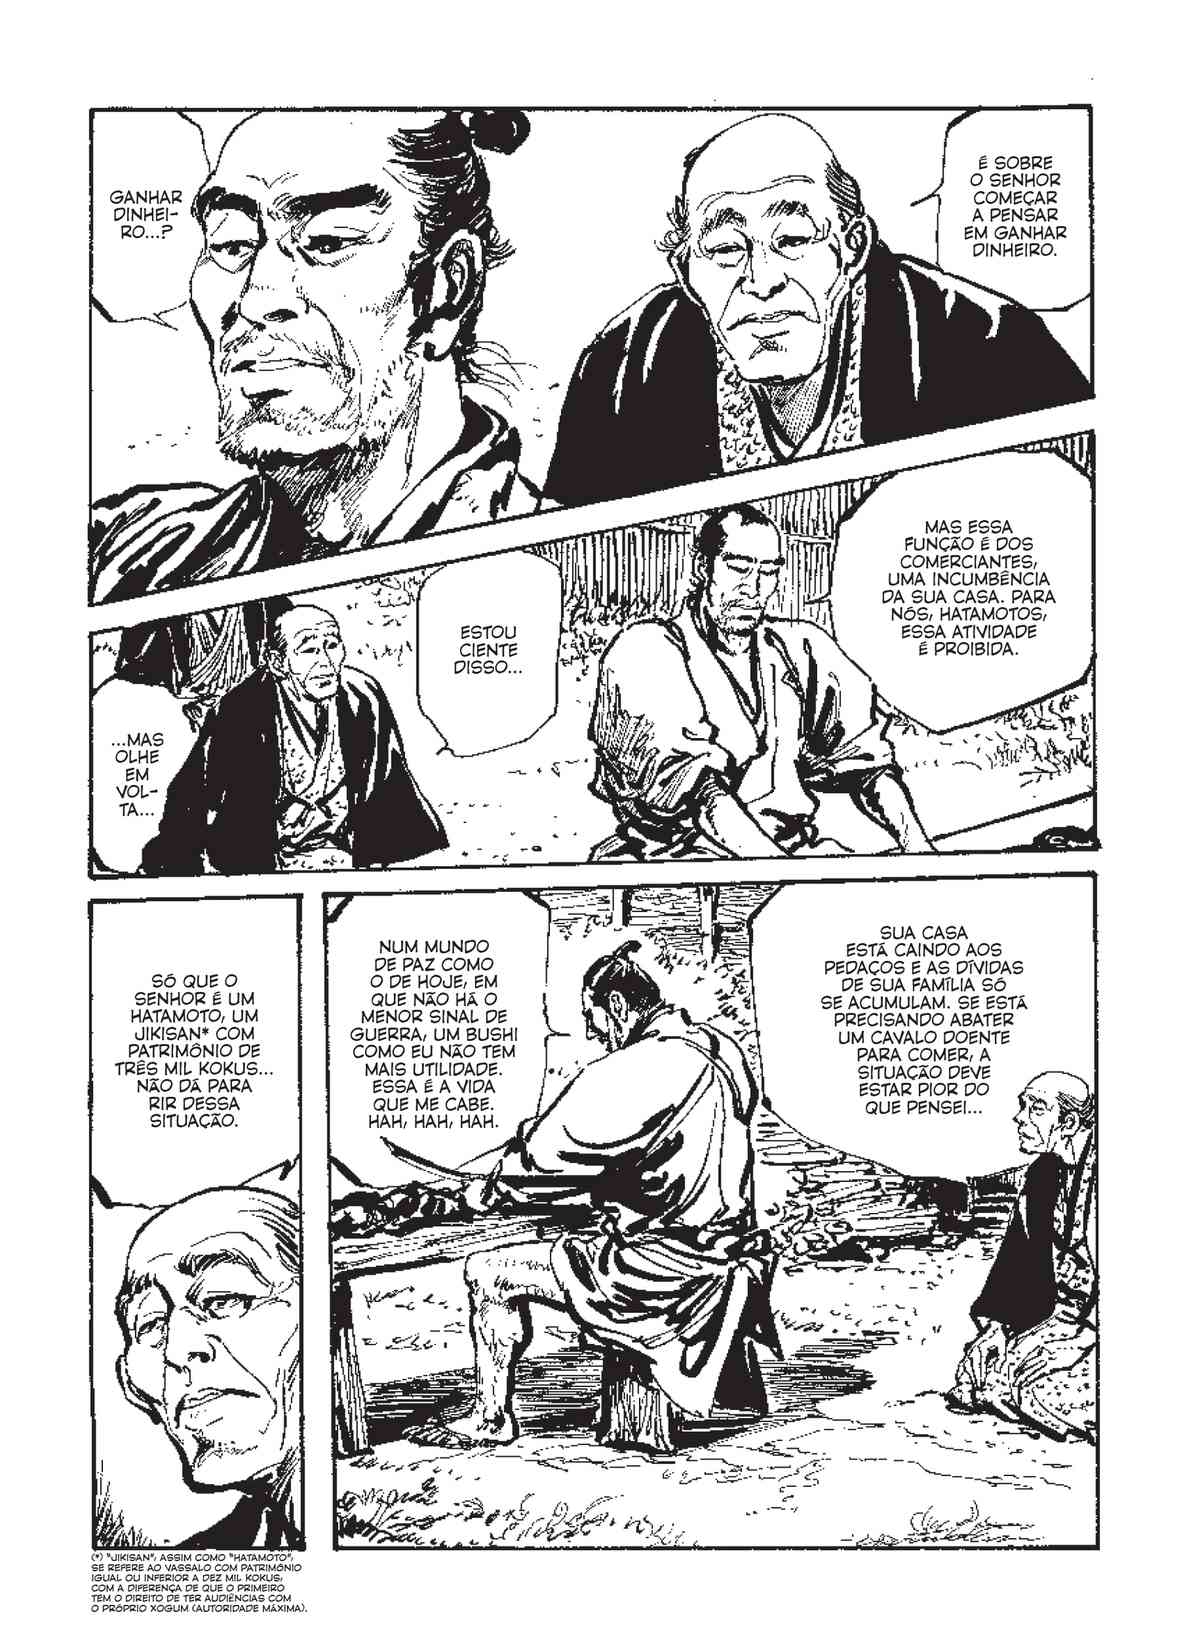 É SOBRE
O SENHOR
COMEÇAR
A PENSAR
EM GANHAR
DINHEIRO.
GANHAR
DINHEI-
RO...?
MAS ESSA
FUNÇÃO É DOS
COMERCIANTES,
UMA INCUMBÊNCIA
DA SUA CASA. PARA
NÓS, HATAMOTOS,
ESSA ATIVIDADE
É PROIBIDA.
ESTOU
CIENTE
DISSO...
...MAS
OLHE
EM
VOL-
TA...
SUA CASA
ESTÁ CAINDO AOS
PEDAÇOS E AS DÍVIDAS
DE SUA FAMÍLIA SÓ
SE ACUMULAM. SE ESTÁ
PRECISANDO ABATER
UM CAVALO DOENTE
PARA COMER, A
SITUAÇÃO DEVE
ESTAR PIOR DO
QUE PENSEI...
NUM MUNDO
DE PAZ COMO
O DE HOJE, EM
QUE NÃO HÁ O
MENOR SINAL DE
GUERRA, UM BUSHI
COMO EU NÃO TEM
MAIS UTILIDADE.
ESSA É A VIDA
QUE ME CABE.
HAH, HAH, HAH.
SÓ QUE O
SENHOR É UM
HATAMOTO, UM
JIKISAN* COM
PATRIMÔNIO DE
TRÊS MIL KOKUS...
NÃO DÁ PARA
RIR DESSA
SITUAÇÃO.
(*) "JIKISAN", ASSIM COMO "HATAMOTO",
SE REFERE AO VASSALO COM PATRIMÔNIO
IGUAL OU INFERIOR A DEZ MIL KOKUS,
COM A DIFERENÇA DE QUE O PRIMEIRO
TEM O DIREITO DE TER AUDIÊNCIAS COM
O PRÓPRIO XOGUM (AUTORIDADE MÁXIMA).